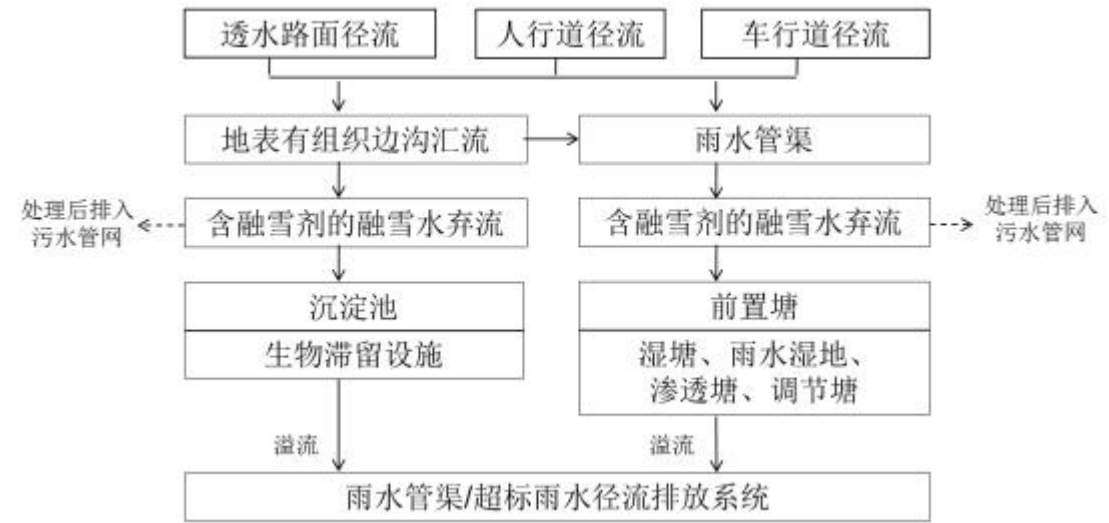 透水路面径流
人行道径流
车行道径流
地表有组织边沟汇流
雨水管渠
处理后排入
污水管网
含融雪剂的融雪水弃流
含融雪剂的融雪水弃流
处理后排入
污水管网
沉淀池
前置塘
生物滞留设施
湿塘、雨水湿地、
渗透塘、调节塘
溢流
溢流
雨水管渠/超标雨水径流排放系统